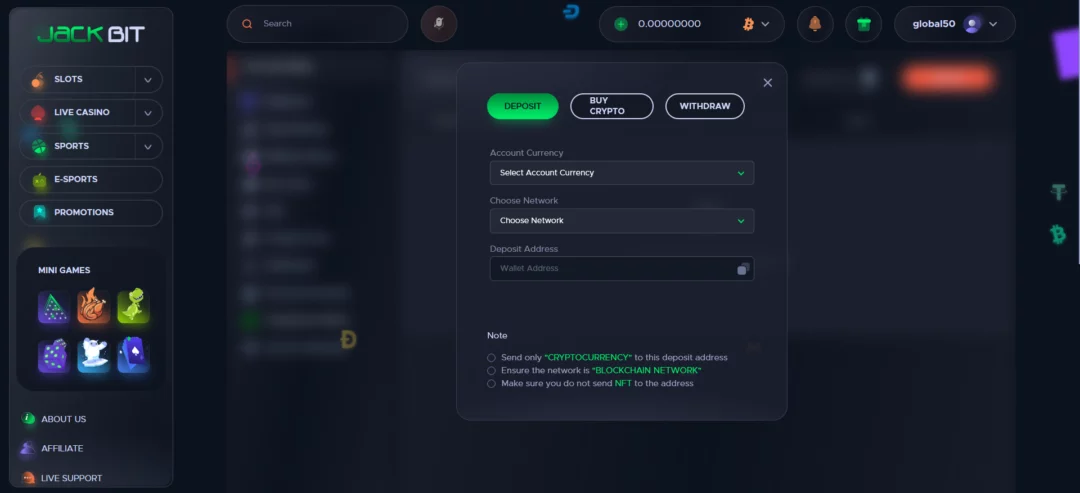 JACKBIT
Search
0.00000000
global50
SLOTS
LIVE CASINO
SPORTS
E-SPORTS
PROMOTIONS
MINI GAMES
ABOUT US
AFFILIATE
LIVE SUPPORT
DEPOSIT
BUY
CRYPTO
WITHDRAW
Account Currency
Select Account Currency
Choose Network
Choose Network
Deposit Address
Wallet Address
Note
Send only "CRYPTOCURRENCY" to this deposit address
Ensure the network is "BLOCKCHAIN NETWORK"
Make sure you do not send NFT to the address